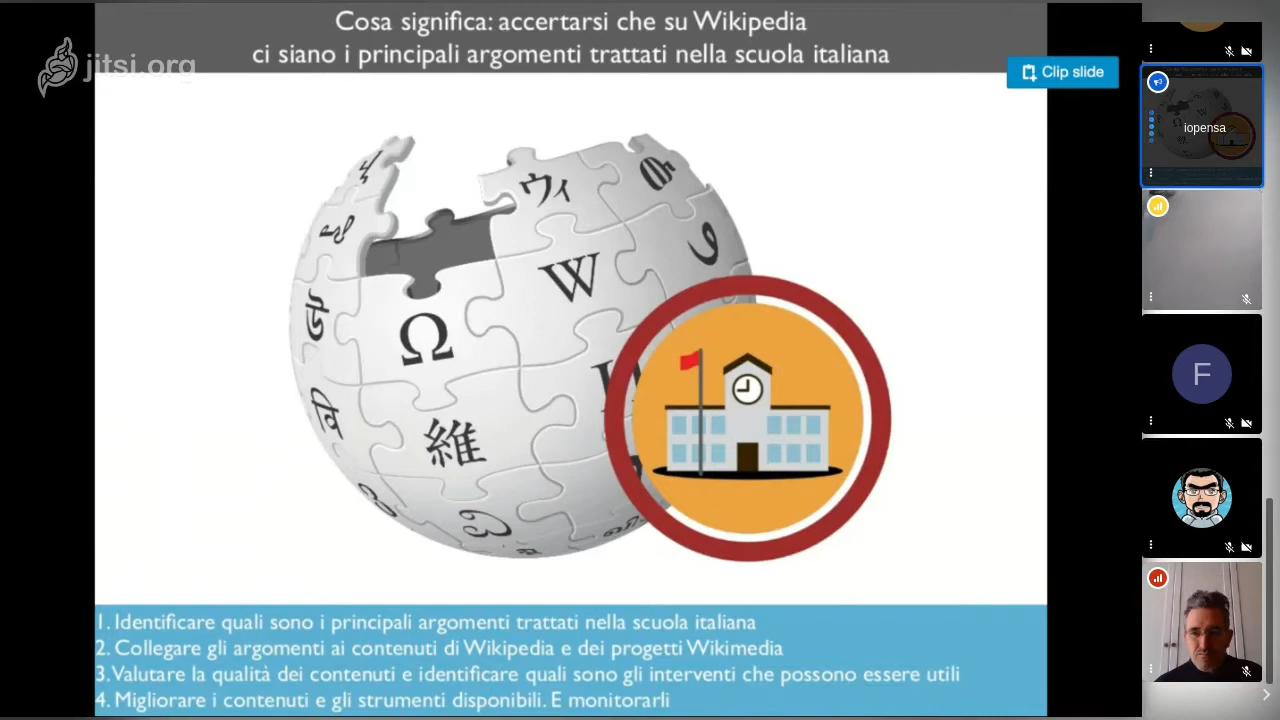 Cosa significa: accertarsi che su Wikipedia
ci siano i principali argomenti trattati nella scuola italiana
jitsi.org
Clip slide
iopensa
ウィ
W
Ω
維
वि
F
1. Identificare quali sono i principali argomenti trattati nella scuola italiana
2. Collegare gli argomenti ai contenuti di Wikipedia e dei progetti Wikimedia
3. Valutare la qualità dei contenuti e identificare quali sono gli interventi che possono essere utili
4. Migliorare i contenuti e gli strumenti disponibili. E monitorarli